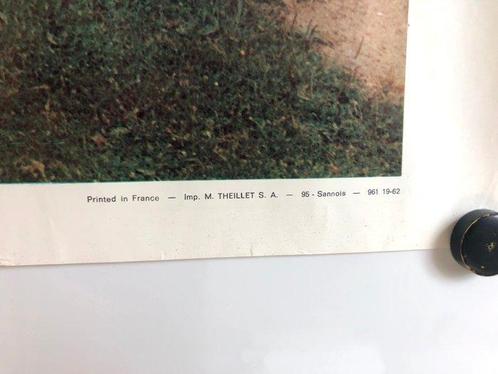 Printed in France — Imp. M. THEILLET S. A. — 95 - Sannois — 961 19-62